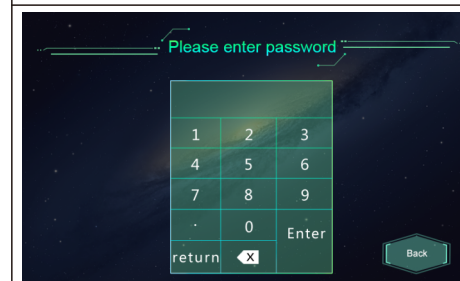 Please enter password
1 2 3
4 5 6
7 8 9
. 0 Enter
return X
Back